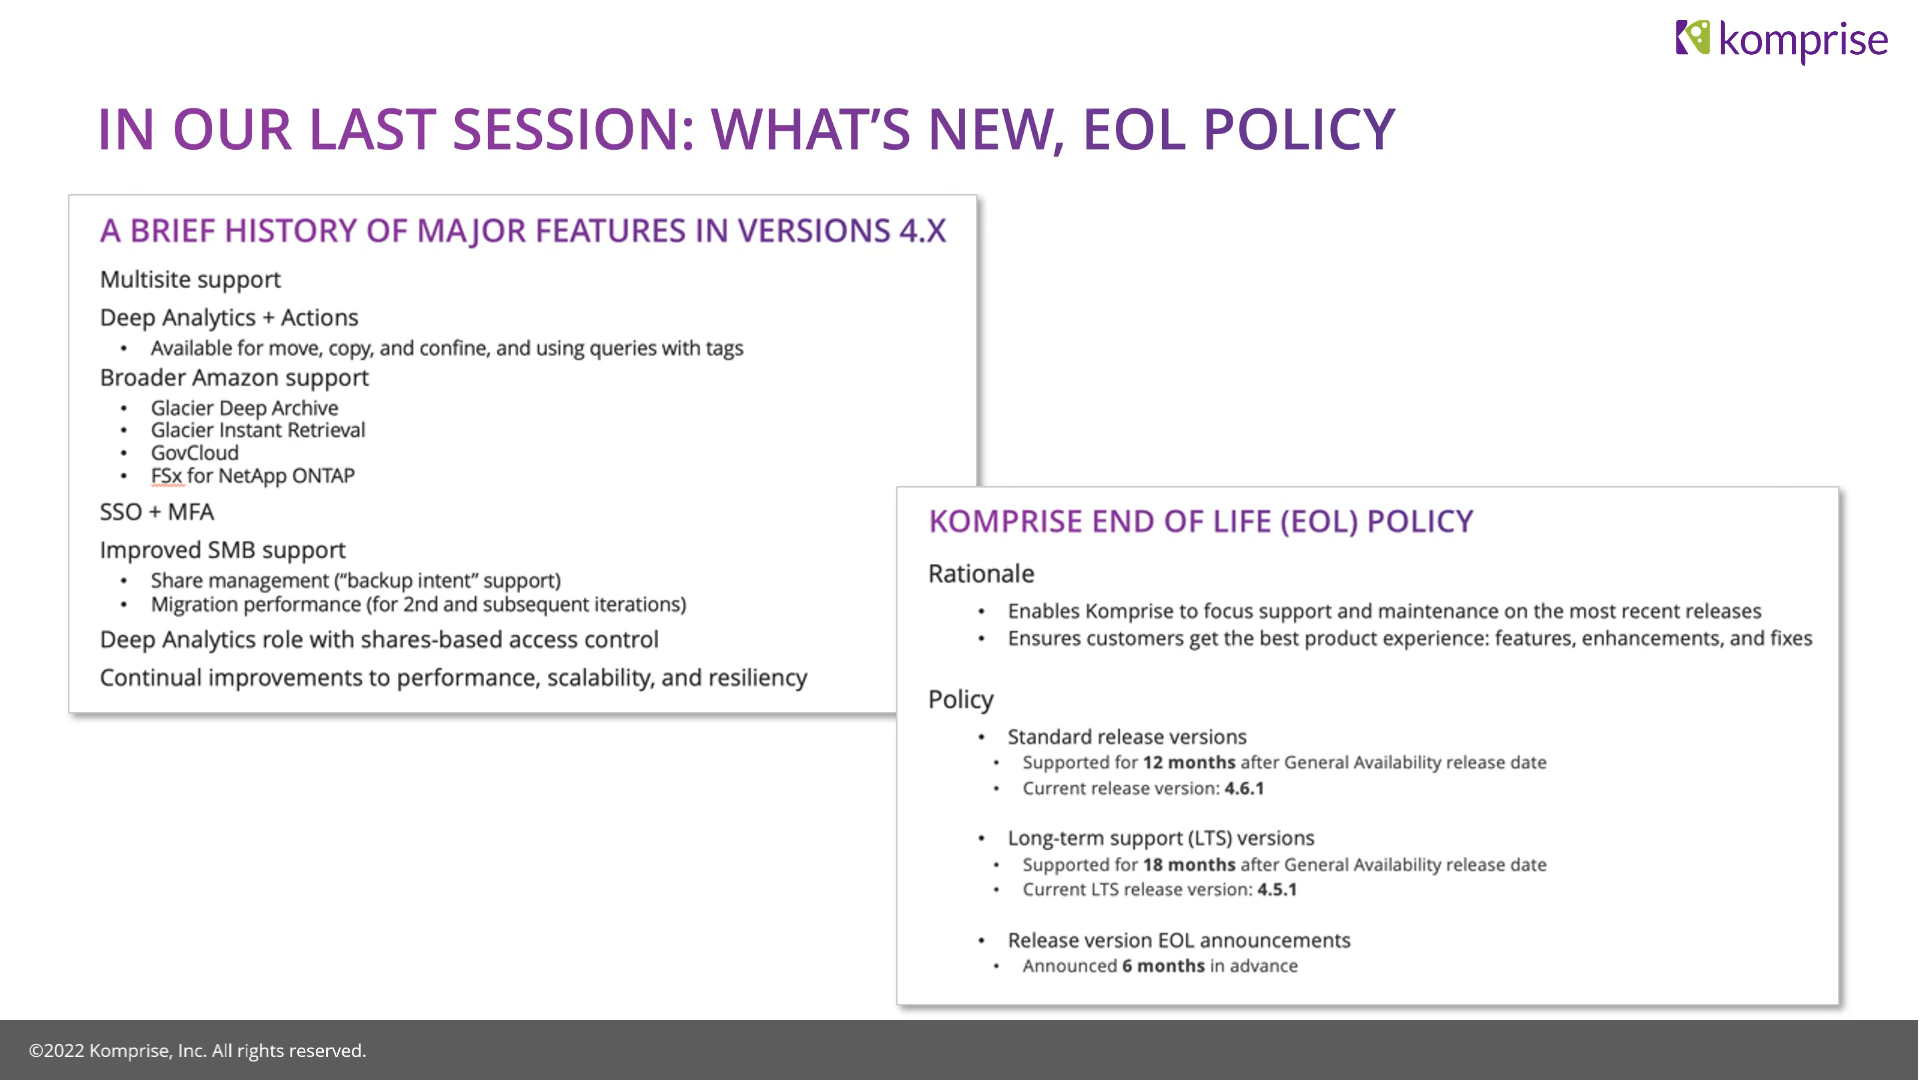 komprise
IN OUR LAST SESSION: WHAT’S NEW, EOL POLICY
A BRIEF HISTORY OF MAJOR FEATURES IN VERSIONS 4.X
Multisite support
Deep Analytics + Actions
• Available for move, copy, and confine, and using queries with tags
Broader Amazon support
• Glacier Deep Archive
• Glacier Instant Retrieval
• GovCloud
• FSx for NetApp ONTAP
SSO + MFA
Improved SMB support
• Share management (“backup intent” support)
• Migration performance (for 2nd and subsequent iterations)
Deep Analytics role with shares-based access control
Continual improvements to performance, scalability, and resiliency
KOMPRISE END OF LIFE (EOL) POLICY
Rationale
• Enables Komprise to focus support and maintenance on the most recent releases
• Ensures customers get the best product experience: features, enhancements, and fixes
Policy
• Standard release versions
• Supported for 12 months after General Availability release date
• Current release version: 4.6.1
• Long-term support (LTS) versions
• Supported for 18 months after General Availability release date
• Current LTS release version: 4.5.1
• Release version EOL announcements
• Announced 6 months in advance
©2022 Komprise, Inc. All rights reserved.